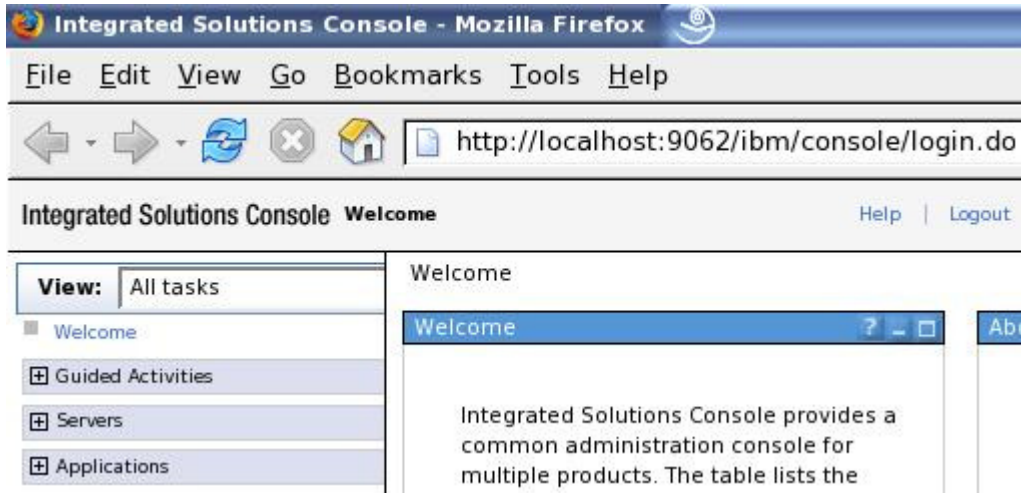 Integrated Solutions Console - Mozilla Firefox
File Edit View Go Bookmarks Tools Help
http://localhost:9062/ibm/console/login.do
Integrated Solutions Console Welcome Help | Logout
View: All tasks
Welcome
Guided Activities
Servers
Applications
Welcome
Welcome ? Abo
Integrated Solutions Console provides a
common administration console for
multiple products. The table lists the